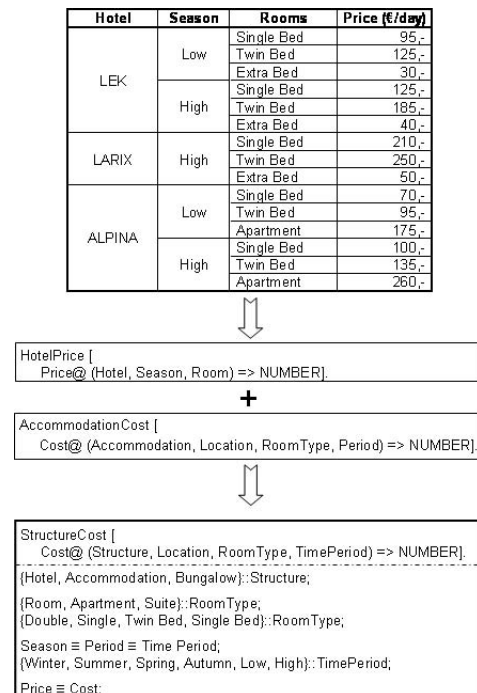 Hotel Season Rooms Price (€/day)
LEK Low Single Bed 95,-
Twin Bed 125,-
Extra Bed 30,-
High Single Bed 125,-
Twin Bed 185,-
Extra Bed 40,-
LARIX High Single Bed 210,-
Twin Bed 250,-
Extra Bed 50,-
ALPINA Low Single Bed 70,-
Twin Bed 95,-
Apartment 175,-
High Single Bed 100,-
Twin Bed 135,-
Apartment 260,-
HotelPrice [
Price@ (Hotel, Season, Room) => NUMBER].
+
AccommodationCost [
Cost@ (Accommodation, Location, RoomType, Period) => NUMBER].
StructureCost [
Cost@ (Structure, Location, RoomType, TimePeriod) => NUMBER].
{Hotel, Accommodation, Bungalow}::Structure;
{Room, Apartment, Suite}::RoomType;
{Double, Single, Twin Bed, Single Bed}::RoomType;
Season ≡ Period ≡ Time Period;
{Winter, Summer, Spring, Autumn, Low, High}::TimePeriod;
Price ≡ Cost;